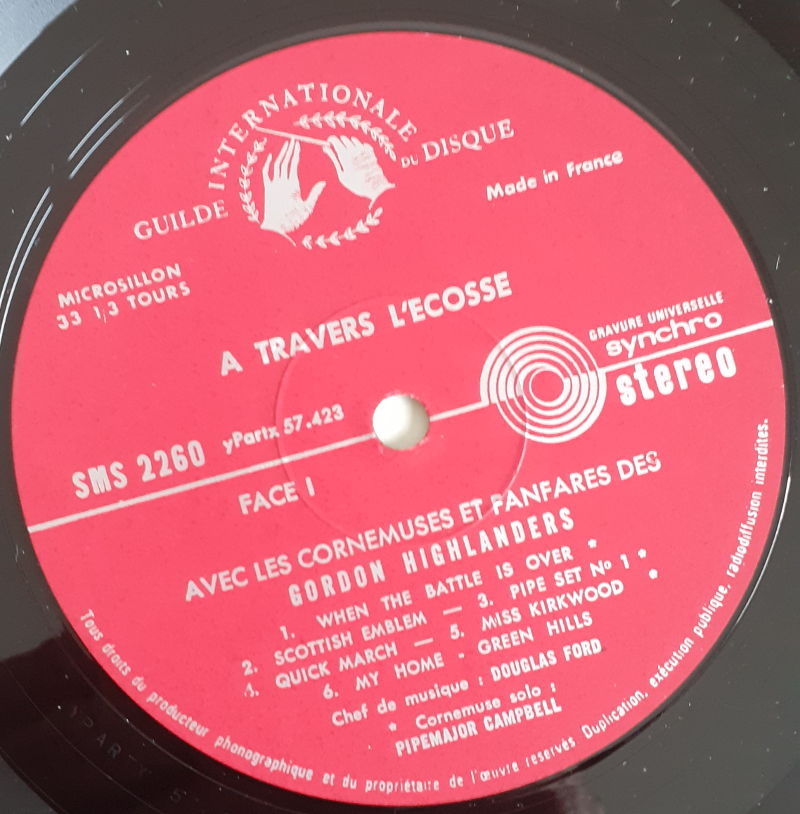 GUILDE INTERNATIONALE DU DISQUE
Made in France
MICROSILLON
33 1/3 TOURS
A TRAVERS L'ECOSSE
GRAVURE UNIVERSELLE
synchro
stereo
SMS 2260 yPartx 57.423
FACE I
AVEC LES CORNEMUSES ET FANFARES DES
GORDON HIGHLANDERS
1. WHEN THE BATTLE IS OVER *
2. SCOTTISH EMBLEM — 3. PIPE SET Nº 1 *
4. QUICK MARCH — 5. MISS KIRKWOOD *
6. MY HOME - GREEN HILLS
Chef de musique : DOUGLAS FORD
* Cornemuse solo :
PIPEMAJOR CAMPBELL
Tous droits du producteur phonographique et du propriétaire de l'œuvre reservés. Duplication, exécution publique, radiodiffusion interdites.